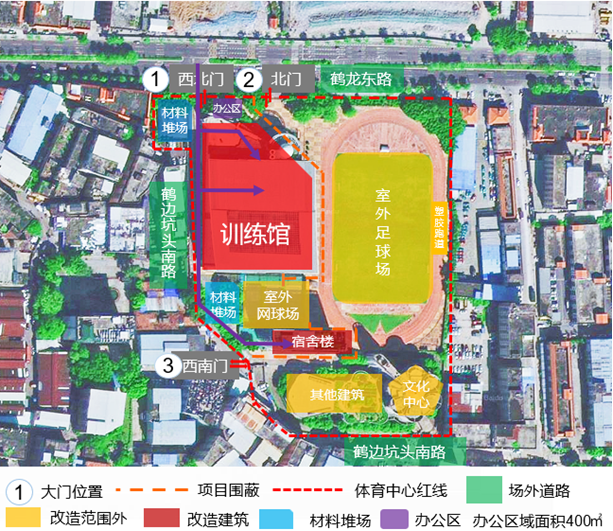 ① 西北门 ② 北门 鹤龙东路
材料
堆场
办公区
鹤边坑头南路
训练馆
室外足球场
塑胶跑道
材料
堆场
室外
网球场
宿舍楼
③ 西南门
其他建筑
文化
中心
鹤边坑头南路
① 大门位置 项目围蔽 体育中心红线 场外道路
改造范围外 改造建筑 材料堆场 办公区 办公区域面积400㎡